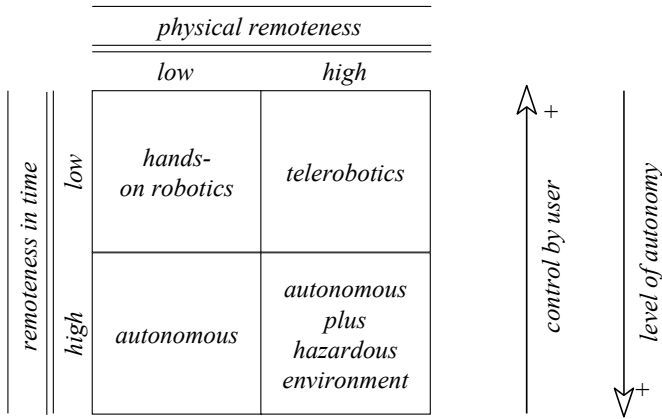 physical remoteness
low high
remoteness in time
low
hands-
on robotics
telerobotics
high
autonomous
autonomous
plus
hazardous
environment
+
control by user
level of autonomy
+